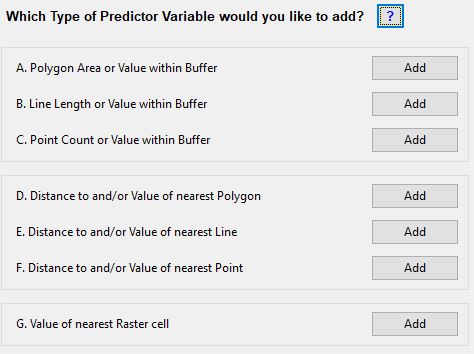 Which Type of Predictor Variable would you like to add? ?
A. Polygon Area or Value within Buffer Add
B. Line Length or Value within Buffer Add
C. Point Count or Value within Buffer Add
D. Distance to and/or Value of nearest Polygon Add
E. Distance to and/or Value of nearest Line Add
F. Distance to and/or Value of nearest Point Add
G. Value of nearest Raster cell Add